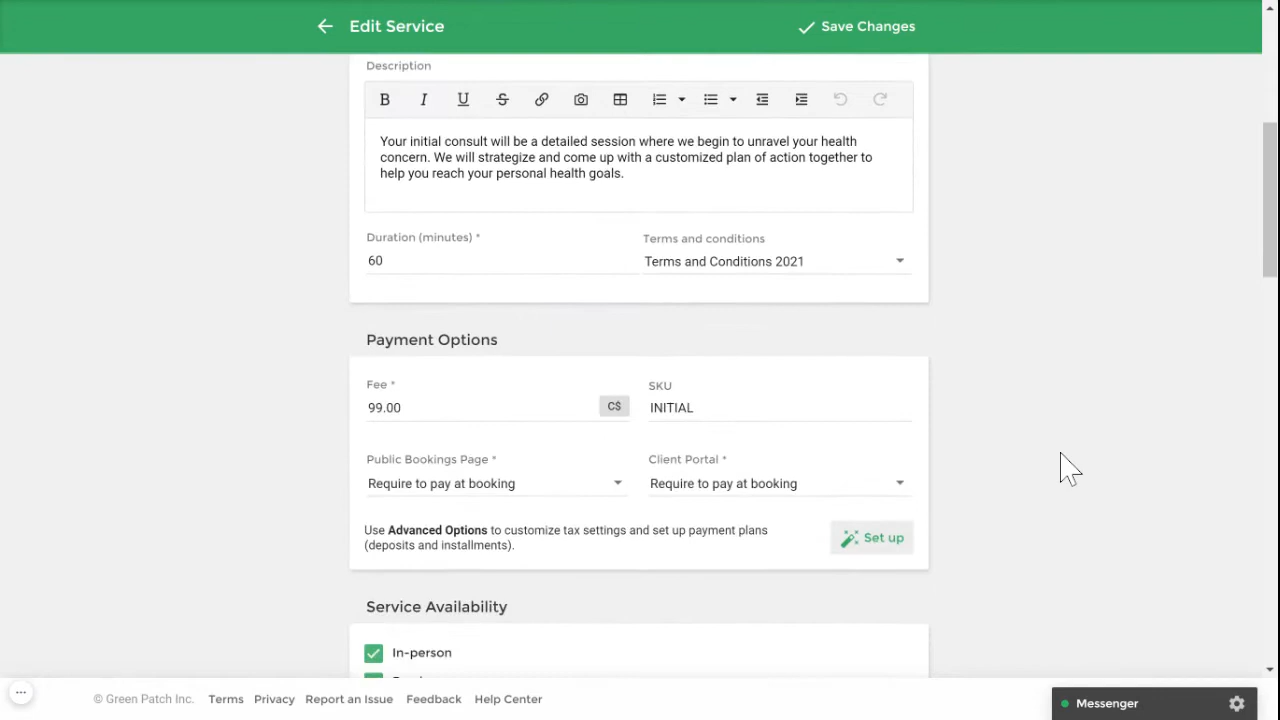 Edit Service
Save Changes
Description
B I U S
Your initial consult will be a detailed session where we begin to unravel your health
concern. We will strategize and come up with a customized plan of action together to
help you reach your personal health goals.
Duration (minutes) *
Terms and conditions
60
Terms and Conditions 2021
Payment Options
Fee *
SKU
99.00
C$
INITIAL
Public Bookings Page *
Client Portal *
Require to pay at booking
Require to pay at booking
Use Advanced Options to customize tax settings and set up payment plans
(deposits and installments).
Set up
Service Availability
In-person
© Green Patch Inc. Terms Privacy Report an Issue Feedback Help Center
Messenger